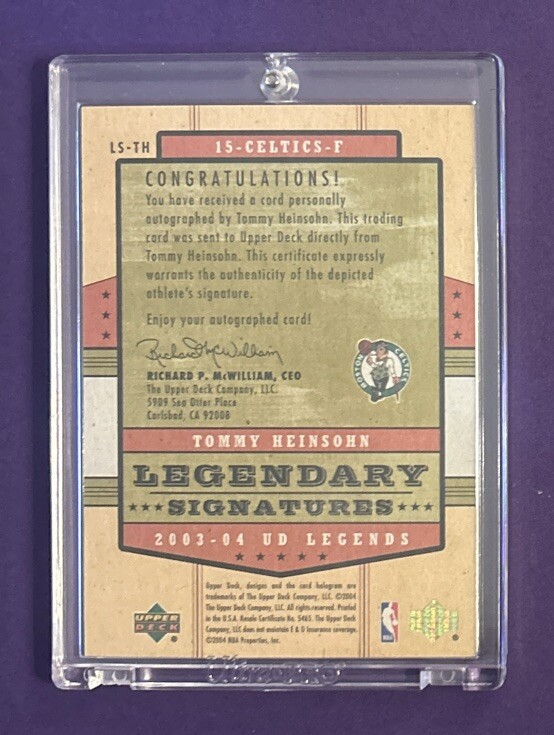 LS-TH
15-CELTICS-F
CONGRATULATIONS!
You have received a card personally
autographed by Tommy Heinsohn. This trading
card was sent to Upper Deck directly from
Tommy Heinsohn. This certificate expressly
warrants the authenticity of the depicted
athlete's signature.
Enjoy your autographed card!
Richard McWilliam
RICHARD P. McWILLIAM, CEO
The Upper Deck Company, LLC.
5909 Sea Otter Place
Carlsbad, CA 92008
BOSTON CELTICS
TOMMY HEINSOHN
LEGENDARY
SIGNATURES
2003-04 UD LEGENDS
Upper Deck, designs and the card hologram are
trademarks of The Upper Deck Company, LLC. ©2004
The Upper Deck Company, LLC. All rights reserved. Printed
in the U.S.A. Resale Certificate No. 5465. The Upper Deck
Company, LLC does not maintain E & O Insurance coverage.
©2004 NBA Properties, Inc.
UPPER
DECK
NBA